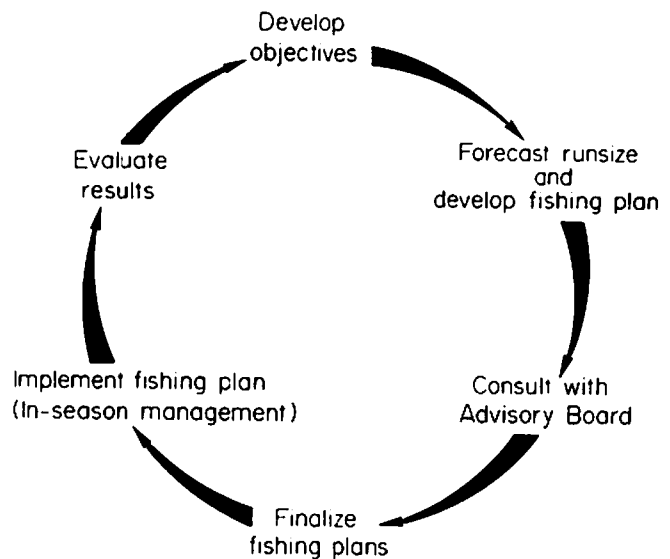 Develop
objectives
Forecast runsize
and
develop fishing plan
Consult with
Advisory Board
Finalize
fishing plans
Implement fishing plan
(In-season management)
Evaluate
results